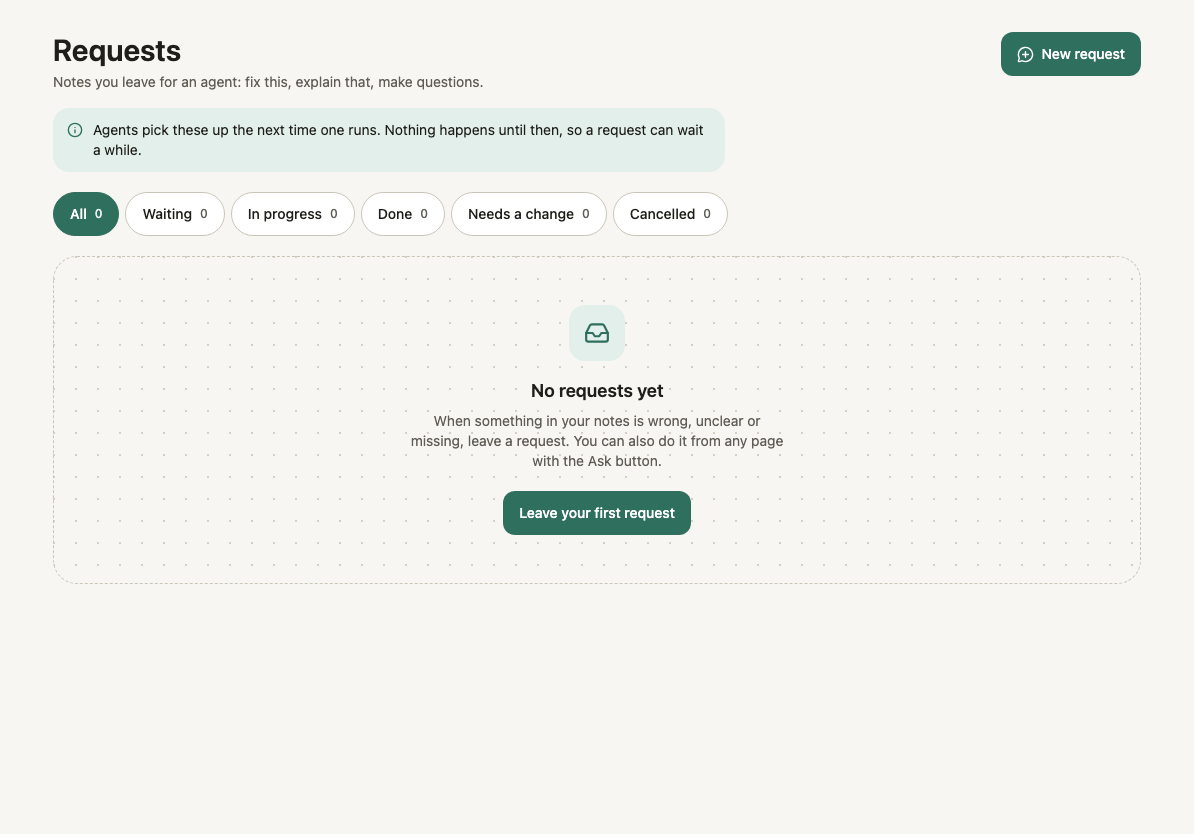 Requests
New request
Notes you leave for an agent: fix this, explain that, make questions.
Agents pick these up the next time one runs. Nothing happens until then, so a request can wait
a while.
All 0 Waiting 0 In progress 0 Done 0 Needs a change 0 Cancelled 0
No requests yet
When something in your notes is wrong, unclear or
missing, leave a request. You can also do it from any page
with the Ask button.
Leave your first request